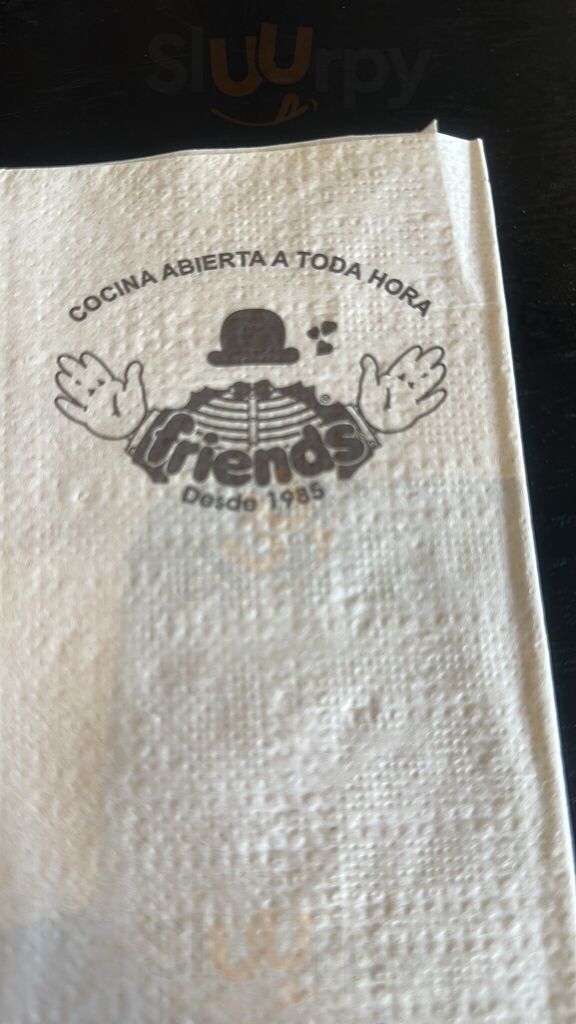 Sluurpy
COCINA ABIERTA A TODA HORA
friends®
Desde 1985